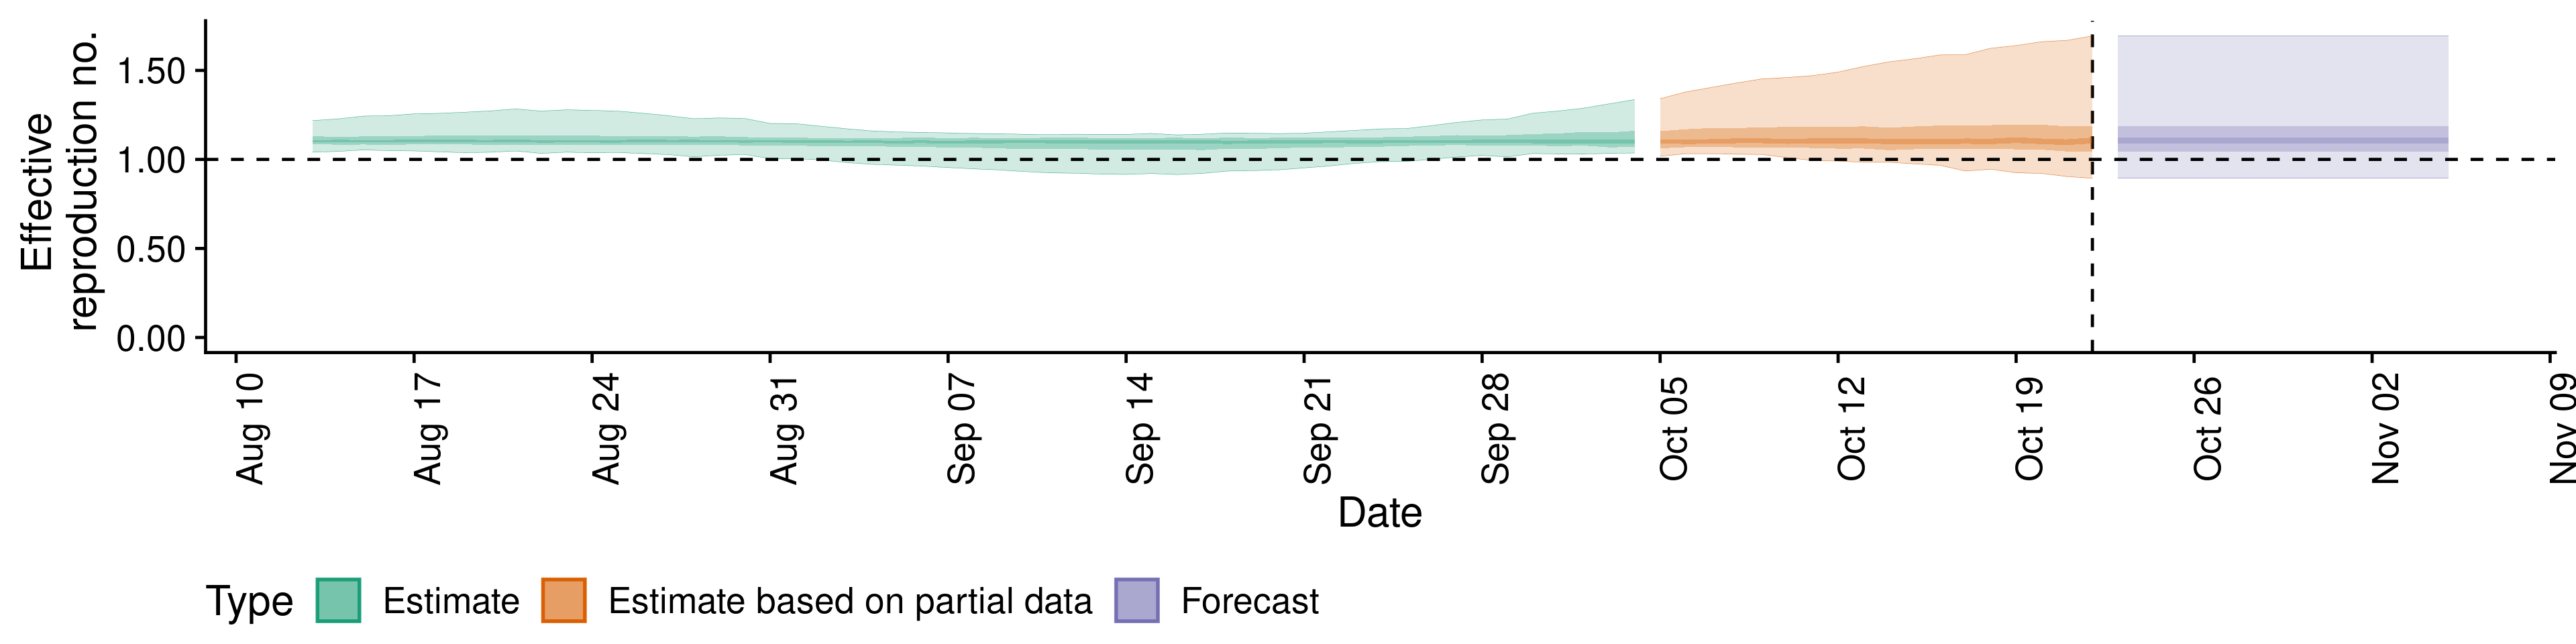 Effective
reproduction no.
1.50
1.00
0.50
0.00
Aug 10
Aug 17
Aug 24
Aug 31
Sep 07
Sep 14
Sep 21
Sep 28
Oct 05
Oct 12
Oct 19
Oct 26
Nov 02
Nov 09
Date
Type Estimate Estimate based on partial data Forecast